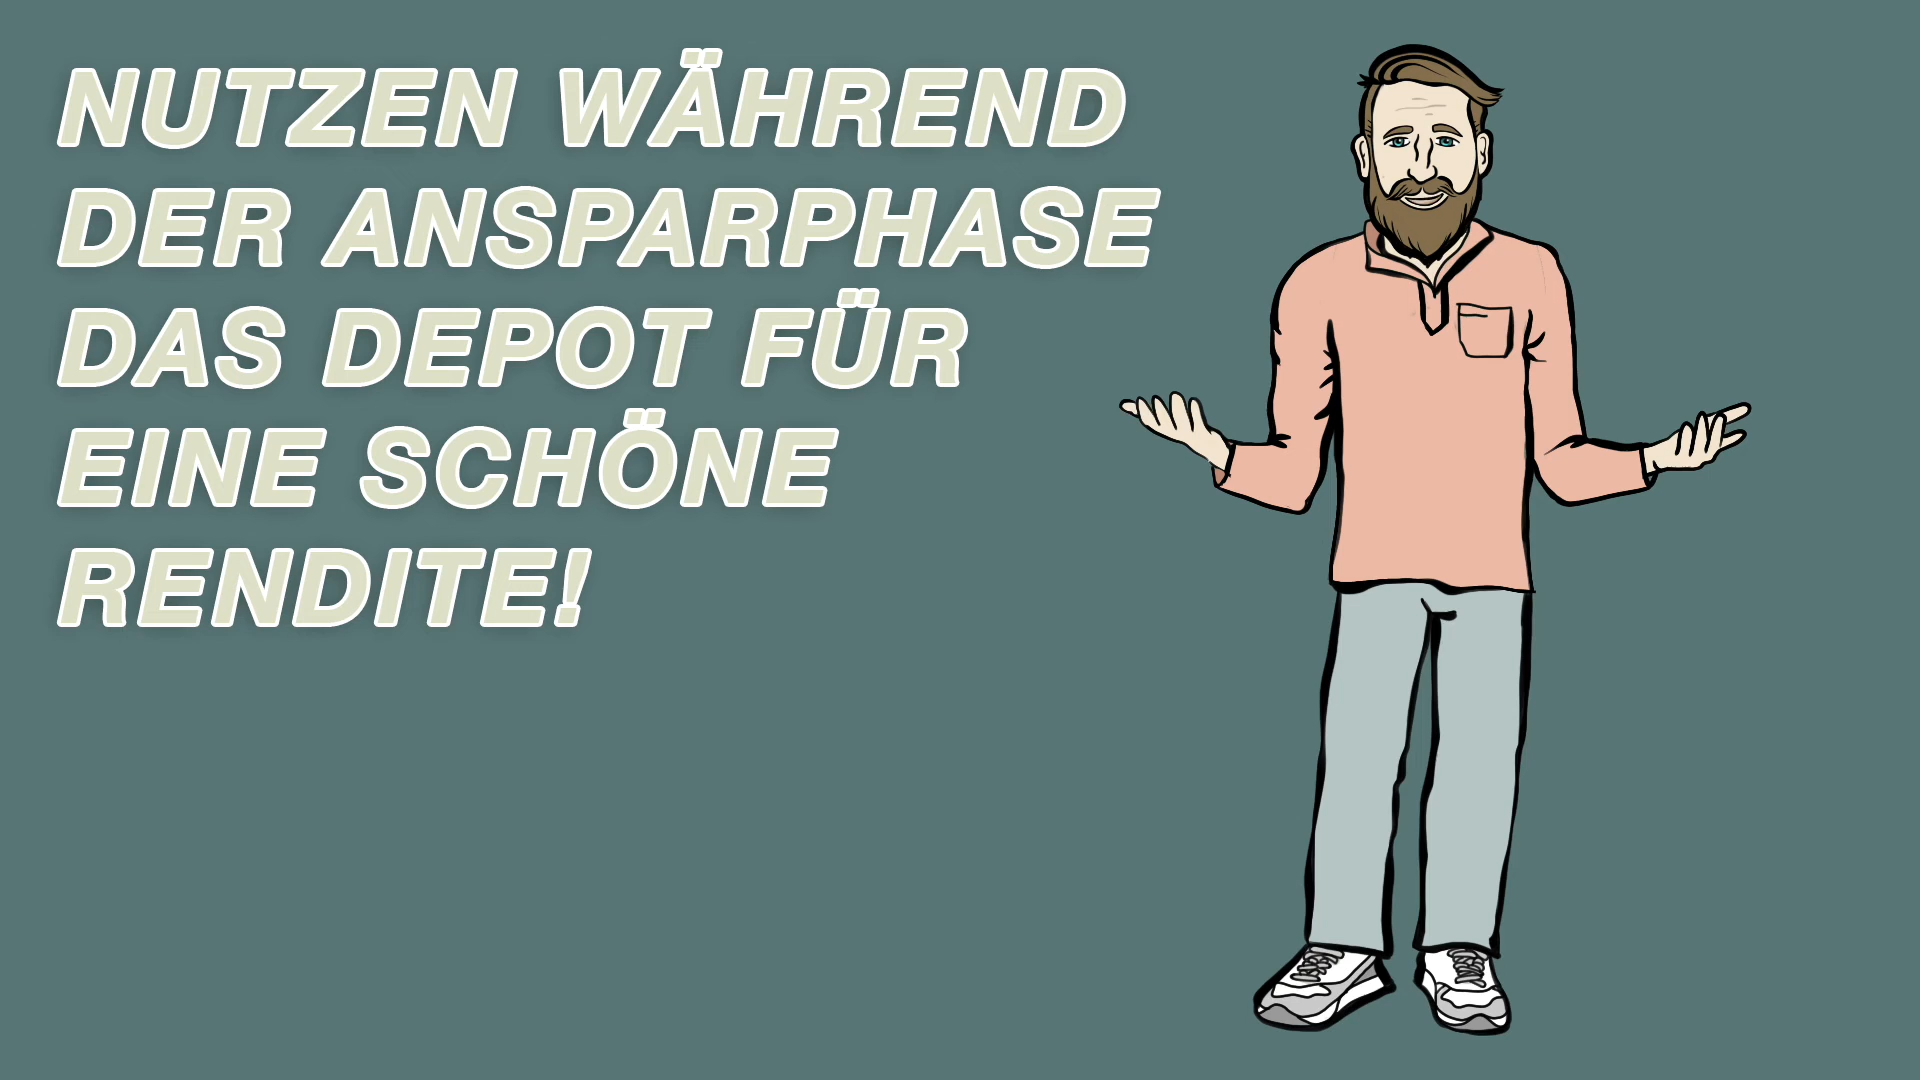 NUTZEN WÄHREND
DER ANSPARPHASE
DAS DEPOT FÜR
EINE SCHÖNE
RENDITE!